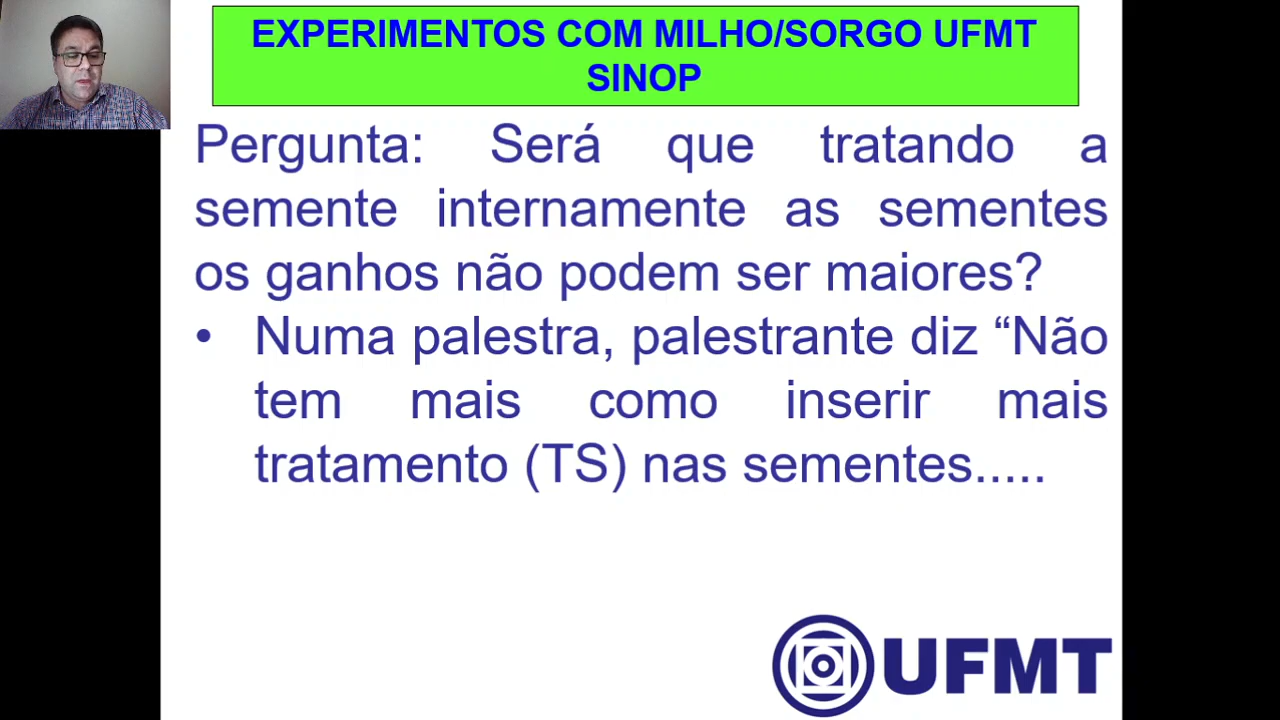 EXPERIMENTOS COM MILHO/SORGO UFMT
SINOP
Pergunta: Será que tratando a
semente internamente as sementes
os ganhos não podem ser maiores?
• Numa palestra, palestrante diz “Não
tem mais como inserir mais
tratamento (TS) nas sementes.....
UFMT